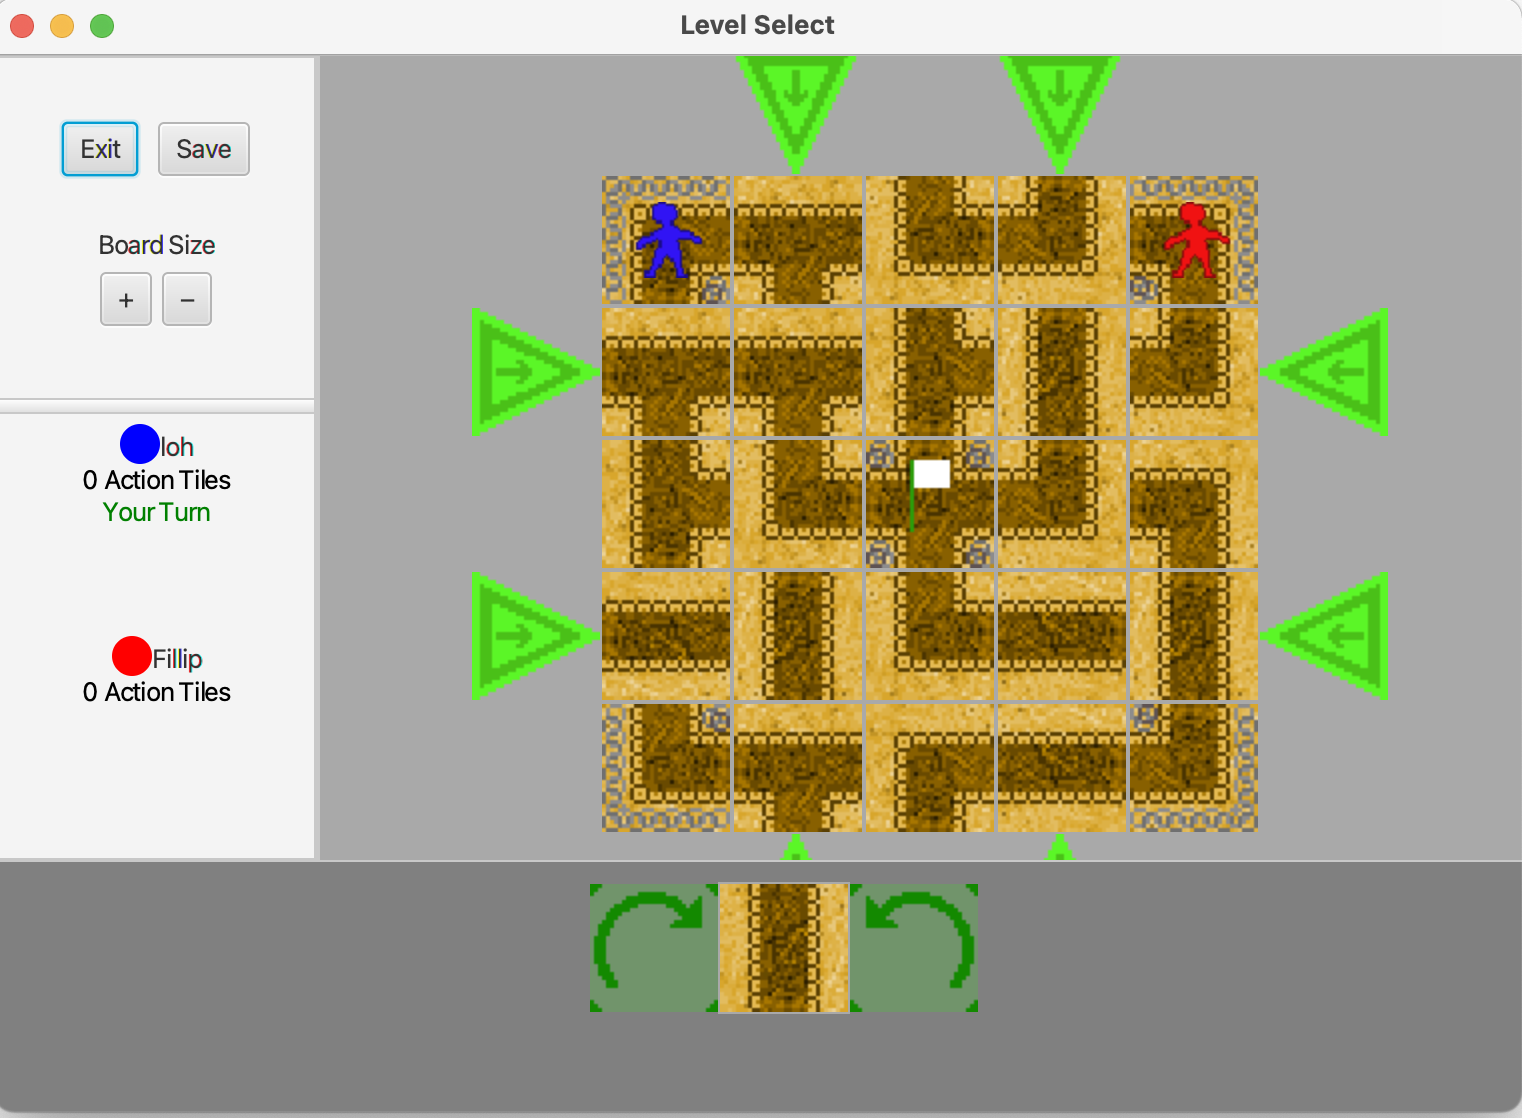 Level Select
Exit Save
Board Size
+ −
loh
0 Action Tiles
Your Turn
Fillip
0 Action Tiles